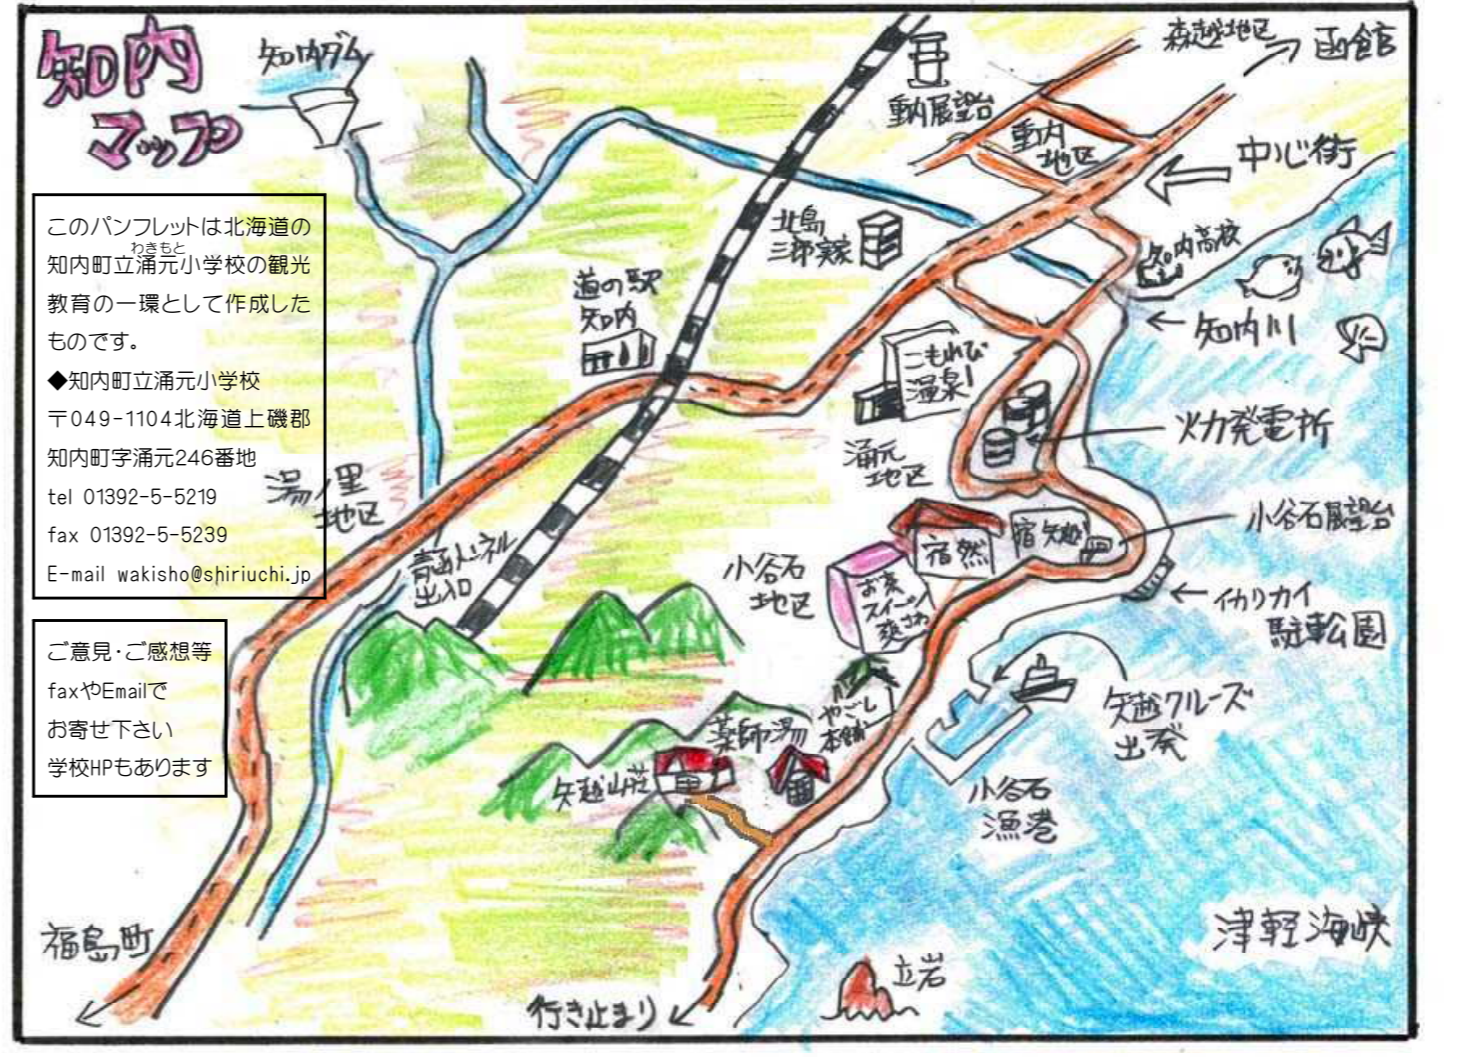 知内
マップ
知内ダム
このパンフレットは北海道の
わきもと
知内町立涌元小学校の観光
教育の一環として作成した
ものです。
◆知内町立涌元小学校
〒049-1104北海道上磯郡
知内町字涌元246番地
tel 01392-5-5219
fax 01392-5-5239
E-mail wakisho@shiriuchi.jp
ご意見・ご感想等
faxやEmailで
お寄せ下さい
学校HPもあります
森越地区
函館
重内展望台
重内
地区
中心街
北島
三郎実家
知内高校
道の駅
知内
知内川
こもれび
温泉
火力発電所
涌元
地区
湯ノ里
地区
小谷石展望台
青函トンネル
出入口
宿 矢越
宿 然
小谷石
地区
お茶
スイーツ
爽さわ
イカリカイ
駐車公園
やごし
本舗
薬師湯
矢越クルーズ
出発
矢越山荘
小谷石
漁港
福島町
津軽海峡
立岩
行き止まり